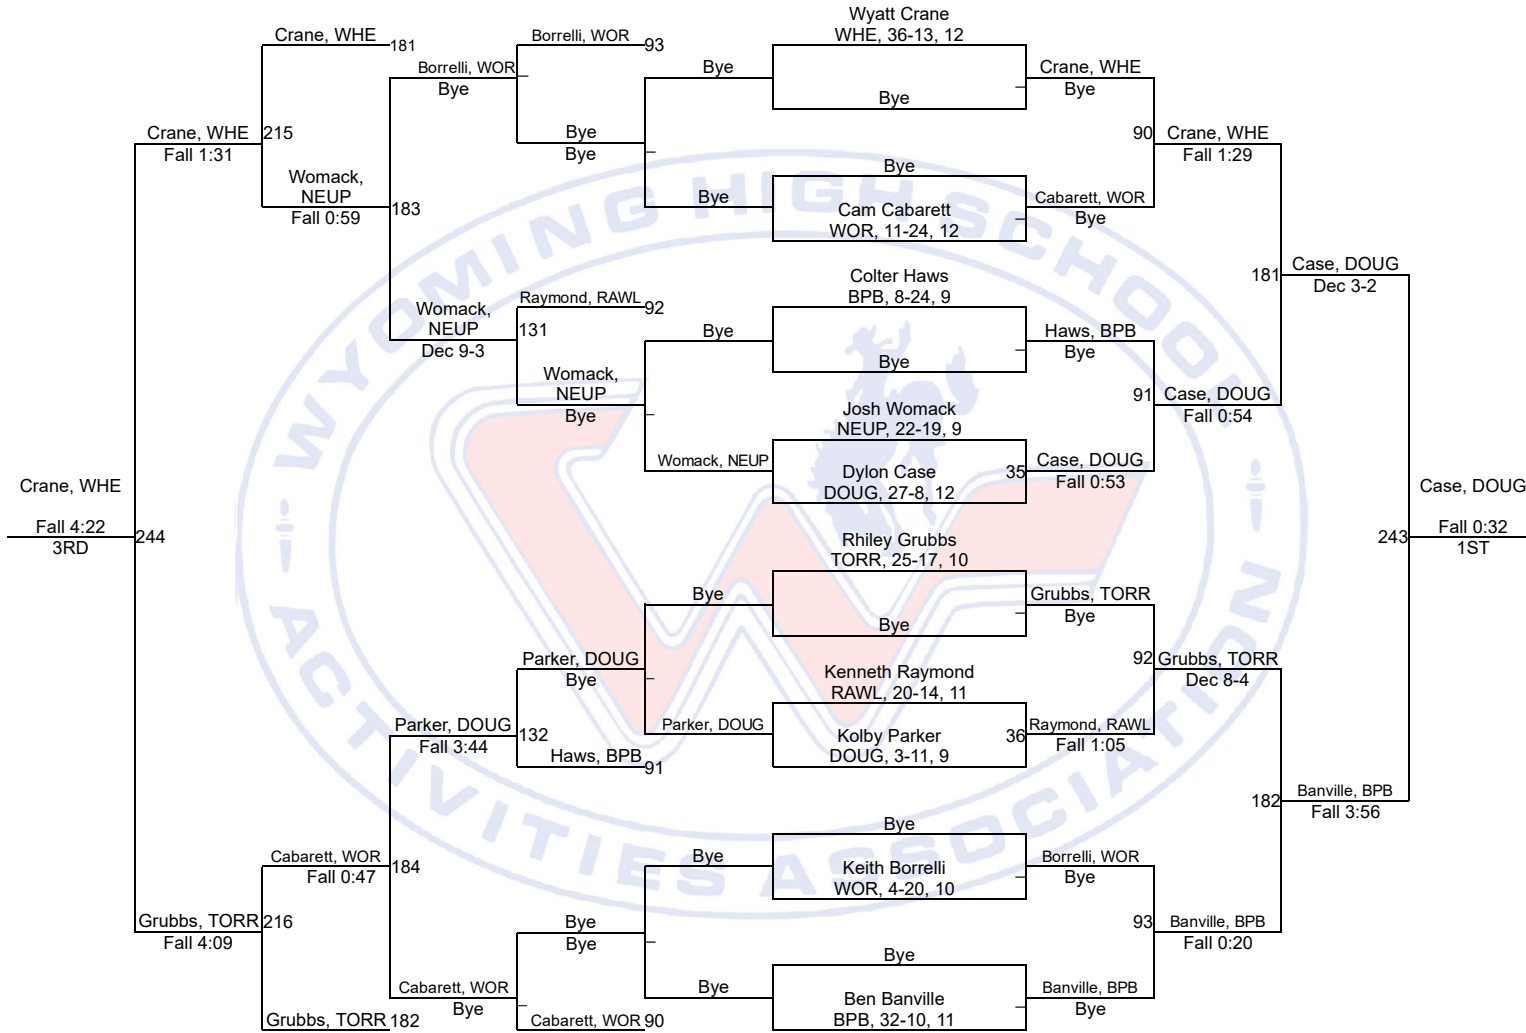 Wyatt Crane
WHE, 36-13, 12
Crane, WHE
181
Borrelli, WOR
93
Borrelli, WOR
Bye
Bye
Bye
Crane, WHE
Bye
Crane, WHE
215
Fall 1:31
Bye
Bye
90
Crane, WHE
Fall 1:29
Womack,
NEUP
Fall 0:59
183
Bye
Bye
Cam Cabarett
WOR, 11-24, 12
Cabarett, WOR
Bye
WYOMING HIGH SCHOOL
ACTIVITIES ASSOCIATION
Colter Haws
BPB, 8-24, 9
181
Case, DOUG
Dec 3-2
Womack,
NEUP
Dec 9-3
131
Raymond, RAWL
92
Bye
Bye
Haws, BPB
Bye
Womack,
NEUP
Bye
91
Case, DOUG
Fall 0:54
Josh Womack
NEUP, 22-19, 9
Womack, NEUP
Dylon Case
DOUG, 27-8, 12
35
Case, DOUG
Fall 0:53
Crane, WHE
Fall 4:22
3RD
244
Case, DOUG
243
Fall 0:32
1ST
Rhiley Grubbs
TORR, 25-17, 10
Bye
Bye
Grubbs, TORR
Bye
Parker, DOUG
Bye
92
Grubbs, TORR
Dec 8-4
Kenneth Raymond
RAWL, 20-14, 11
Parker, DOUG
Fall 3:44
132
Parker, DOUG
Kolby Parker
DOUG, 3-11, 9
36
Raymond, RAWL
Fall 1:05
Haws, BPB
91
182
Banville, BPB
Fall 3:56
Bye
Cabarett, WOR
Fall 0:47
184
Bye
Keith Borrelli
WOR, 4-20, 10
Borrelli, WOR
Bye
Grubbs, TORR
216
Fall 4:09
Bye
Bye
93
Banville, BPB
Fall 0:20
Bye
Cabarett, WOR
Bye
Bye
Ben Banville
BPB, 32-10, 11
Banville, BPB
Bye
Grubbs, TORR
182
Cabarett, WOR
90